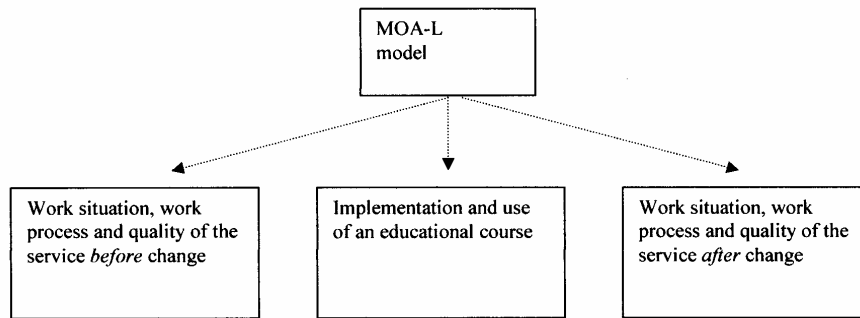 MOA-L
model
Work situation, work
process and quality of the
service before change
Implementation and use
of an educational course
Work situation, work
process and quality of the
service after change